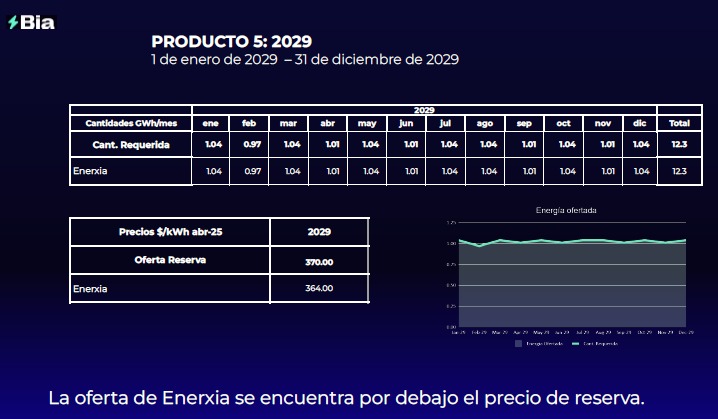 Bia
PRODUCTO 5: 2029
1 de enero de 2029 – 31 de diciembre de 2029
2029
Cantidades GWh/mes ene feb mar abr may jun jul ago sep oct nov dic Total
Cant. Requerida 1.04 0.97 1.04 1.01 1.04 1.01 1.04 1.04 1.01 1.04 1.01 1.04 12.3
Enerxia 1.04 0.97 1.04 1.01 1.04 1.01 1.04 1.04 1.01 1.04 1.01 1.04 12.3
Precios $/kWh abr-25 2029
Oferta Reserva 370.00
Enerxia 364.00
Energía ofertada
1.25
1.00
0.75
0.50
0.25
0.00
Jan-29 Feb-29 Mar-29 Apr-29 May-29 Jun-29 Jul-29 Aug-29 Sep-29 Oct-29 Nov-29 Dec-29
Energía Ofertada Cant. Requerida
La oferta de Enerxia se encuentra por debajo el precio de reserva.